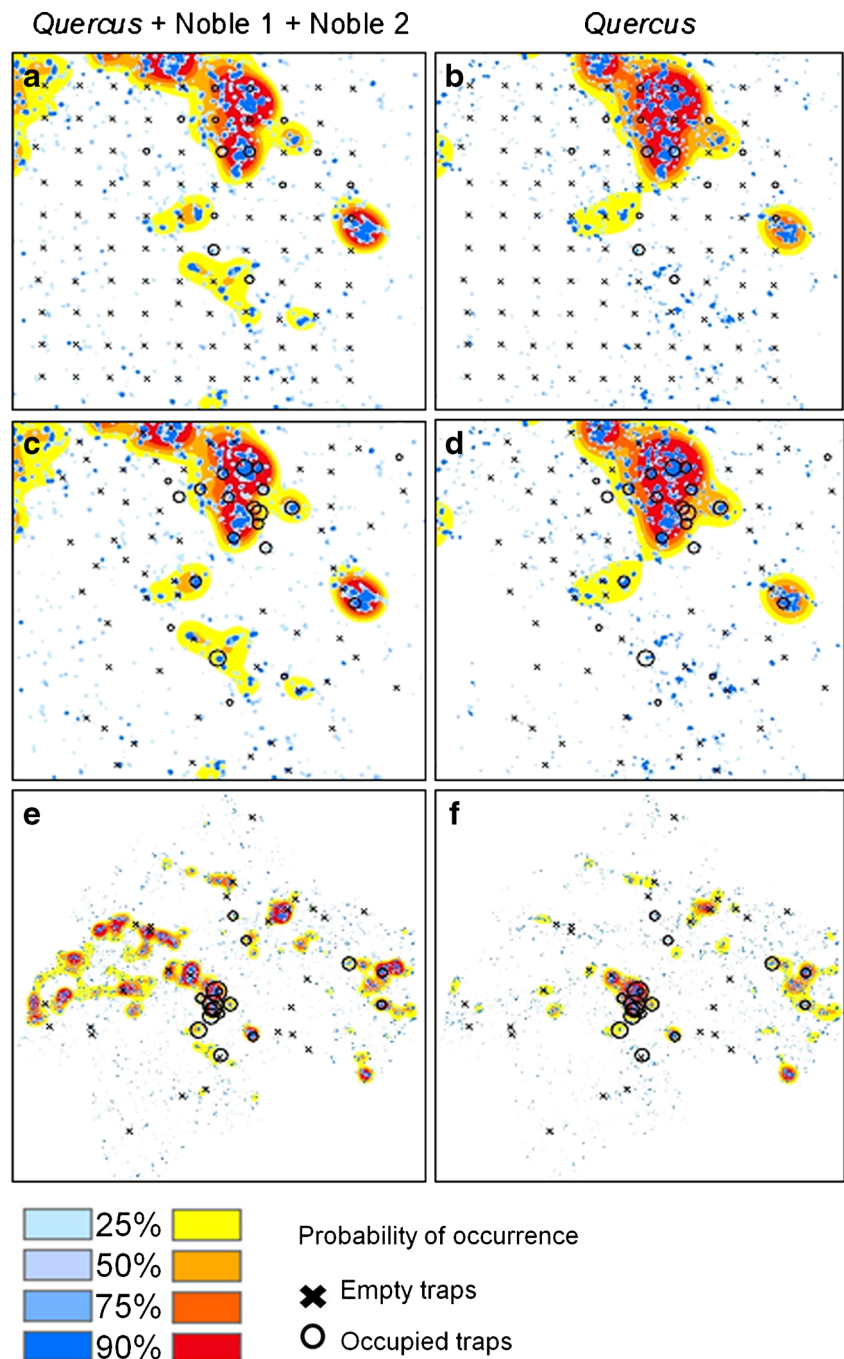 Quercus + Noble 1 + Noble 2
Quercus
a
b
c
d
e
f
25%
50%
75%
90%
Probability of occurrence
Empty traps
Occupied traps